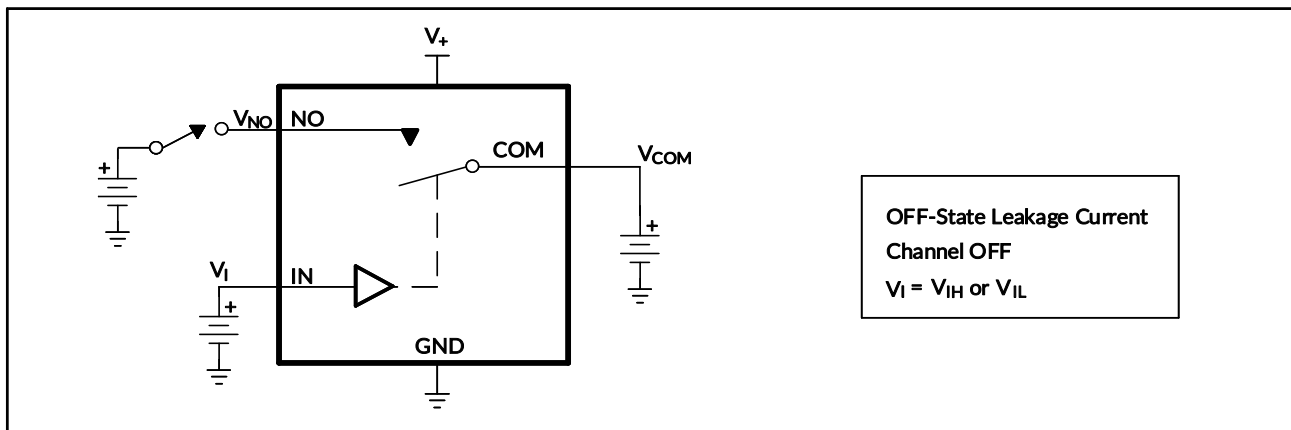 V+
VNO NO
COM
VCOM
+
+
VI IN
+
GND
OFF-State Leakage Current
Channel OFF
VI = VIH or VIL